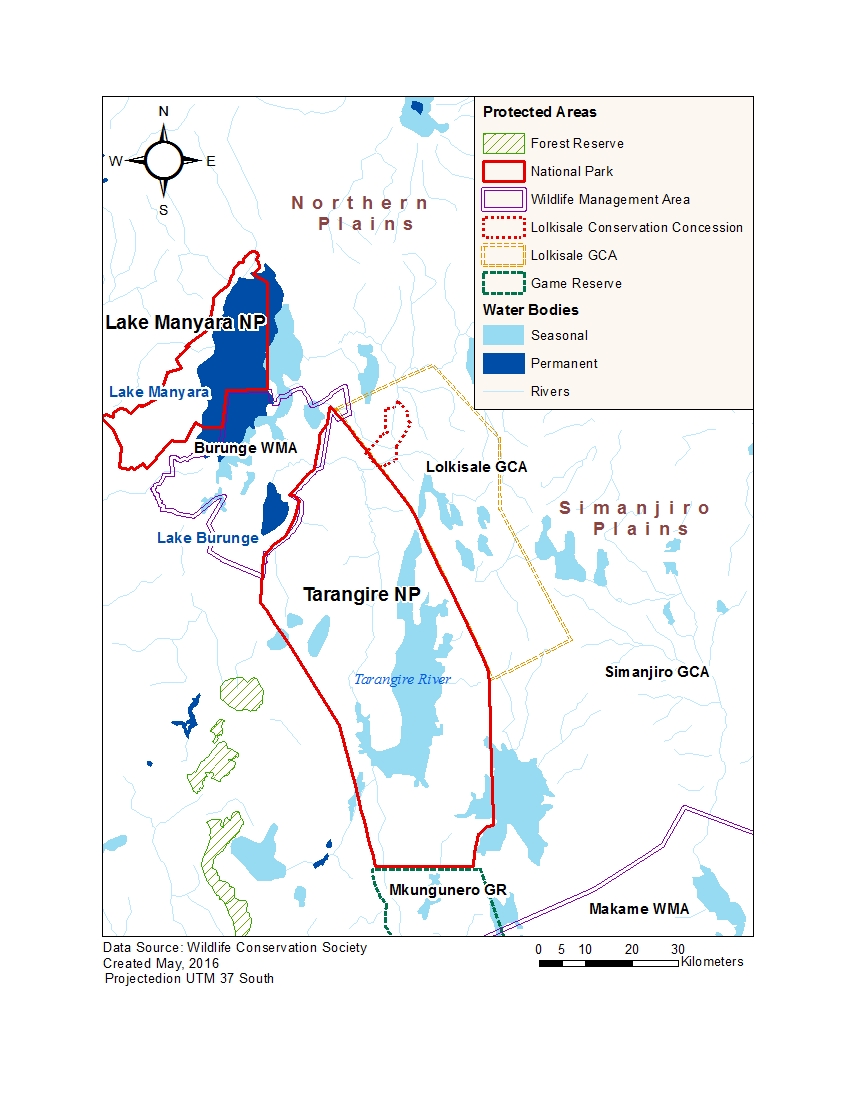 N
W
E
S
Northern
Plains
Protected Areas
Forest Reserve
National Park
Wildlife Management Area
Lolkisale Conservation Concession
Lolkisale GCA
Game Reserve
Water Bodies
Seasonal
Permanent
Rivers
Lake Manyara NP
Lake Manyara
Burunge WMA
Lolkisale GCA
Simanjiro
Plains
Lake Burunge
Tarangire NP
Simanjiro GCA
Tarangire River
Mkungunero GR
Makame WMA
Data Source: Wildlife Conservation Society
Created May, 2016
Projectedion UTM 37 South
0 5 10 20 30
Kilometers